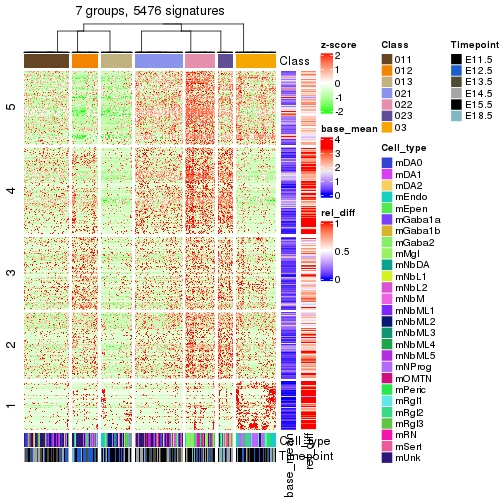 7 groups, 5476 signatures
Class
5
4
3
2
1
Cell_type
Timepoint
base_mean
rel_diff
z-score
2
1
0
-1
-2
base_mean
4
3
2
1
0
rel_diff
1
0.5
0
Class
011
012
013
021
022
023
03
Cell_type
mDA0
mDA1
mDA2
mEndo
mEpen
mGaba1a
mGaba1b
mGaba2
mMgl
mNbDA
mNbL1
mNbL2
mNbM
mNbML1
mNbML2
mNbML3
mNbML4
mNbML5
mNProg
mOMTN
mPeric
mRgl1
mRgl2
mRgl3
mRN
mSert
mUnk
Timepoint
E11.5
E12.5
E13.5
E14.5
E15.5
E18.5